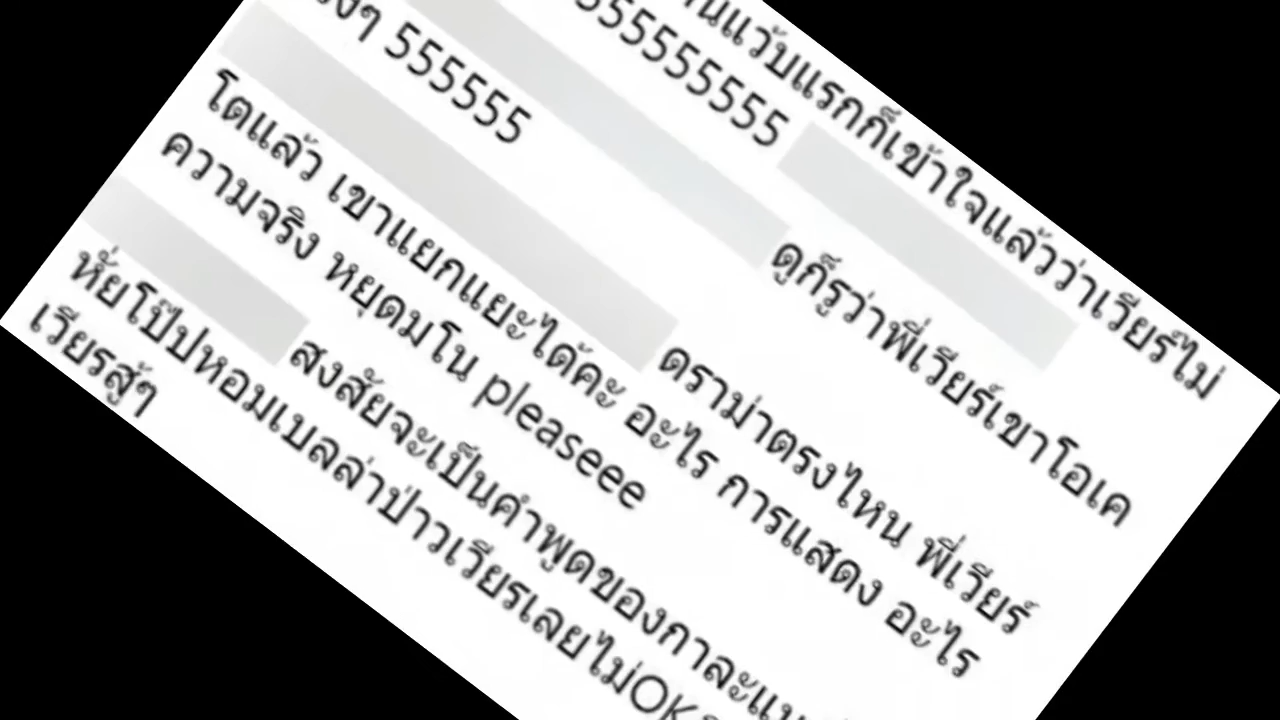 แว้บแรกก็เข้าใจแล้วว่าเวียร์ไม่
55555555555
ดูก็รู้ว่าพี่เวียร์เขาโอเค
555555
ดราม่าตรงไหน พี่เวียร์
โตแล้ว เขาแยกแยะได้ค่ะ อะไร การแสดง อะไร
ความจริง หยุดมโน pleaseee
สงสัยจะเป็นคำพูดของกาละแม
หั่ยโป๊ปหอมเบลล่าป่าวเวียรเลยไม่OK
เวียรสู้ๆ